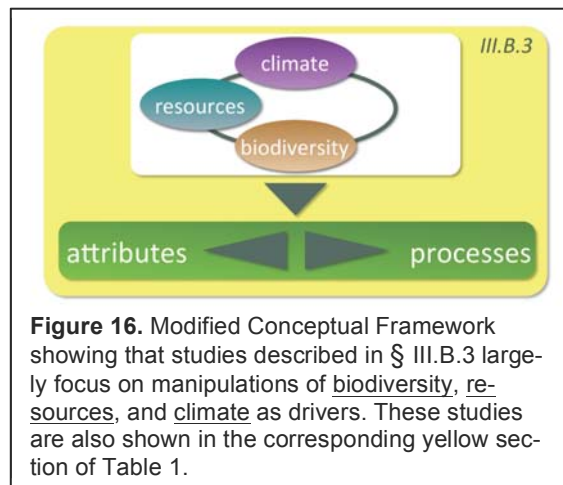 III.B.3
climate
resources
biodiversity
attributes processes
Figure 16. Modified Conceptual Framework
showing that studies described in § III.B.3 large-
ly focus on manipulations of biodiversity, re-
sources, and climate as drivers. These studies
are also shown in the corresponding yellow sec-
tion of Table 1.